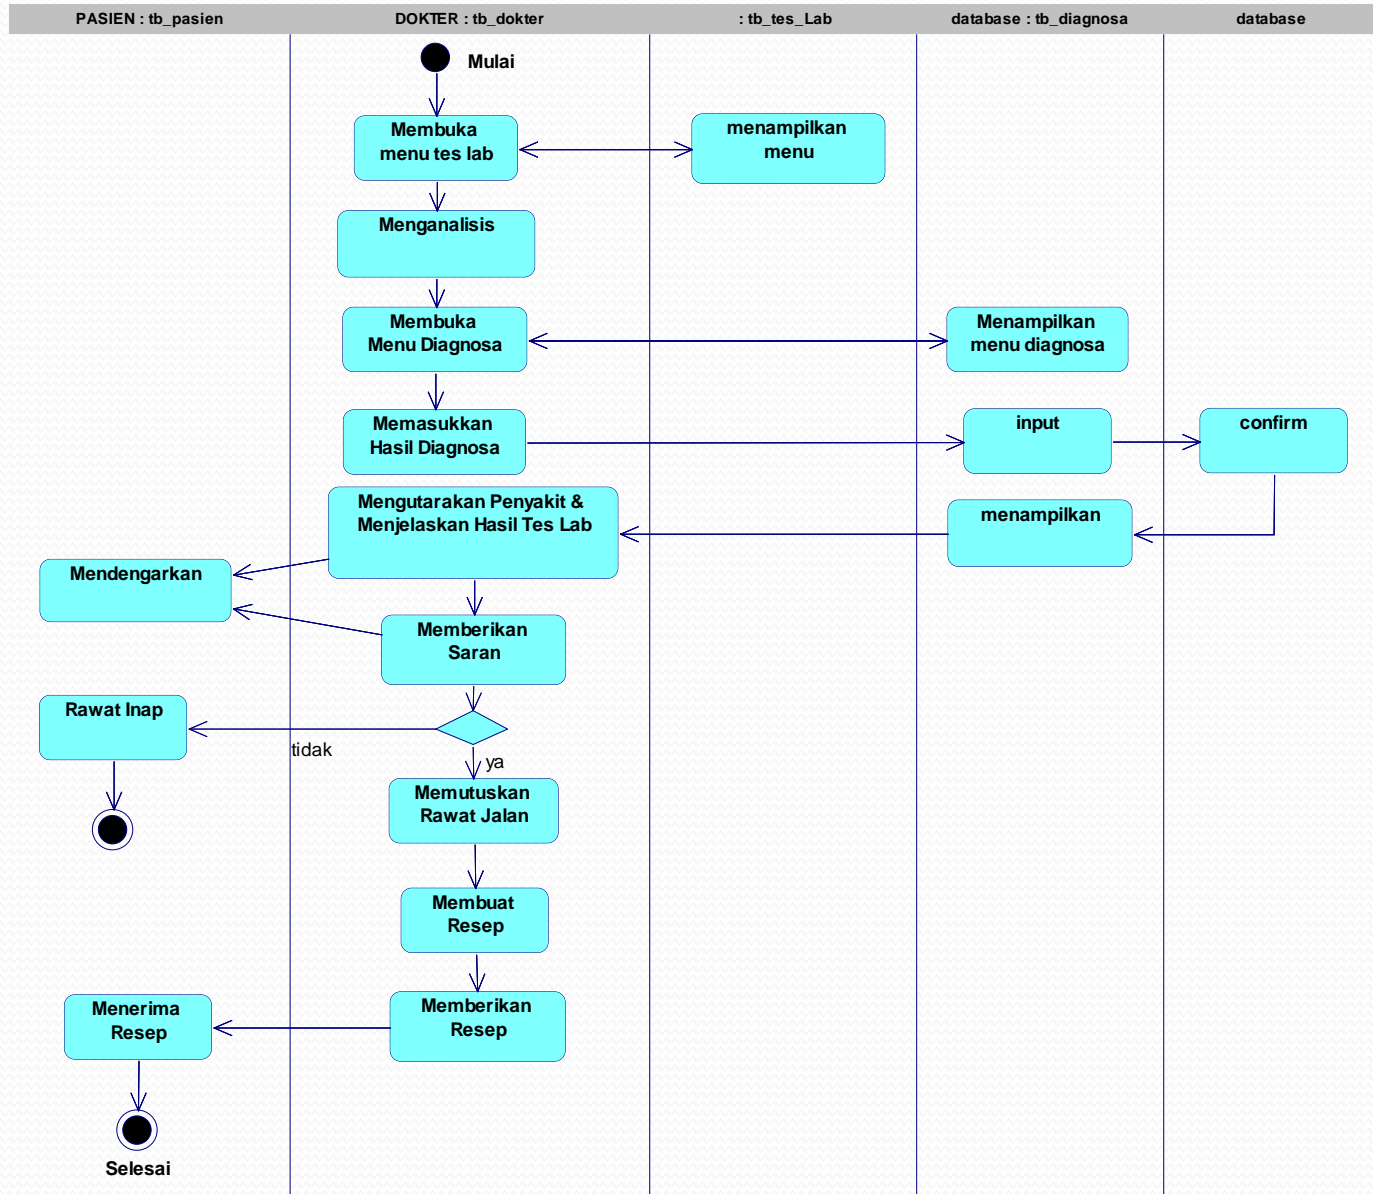 PASIEN : tb_pasien
DOKTER : tb_dokter
: tb_tes_Lab
database : tb_diagnosa
database
Mulai
Membuka
menu tes lab
menampilkan
menu
Menganalisis
Membuka
Menu Diagnosa
Menampilkan
menu diagnosa
Memasukkan
Hasil Diagnosa
input
confirm
Mengutarakan Penyakit &
Menjelaskan Hasil Tes Lab
menampilkan
Mendengarkan
Memberikan
Saran
Rawat Inap
tidak
ya
Memutuskan
Rawat Jalan
Membuat
Resep
Menerima
Resep
Memberikan
Resep
Selesai